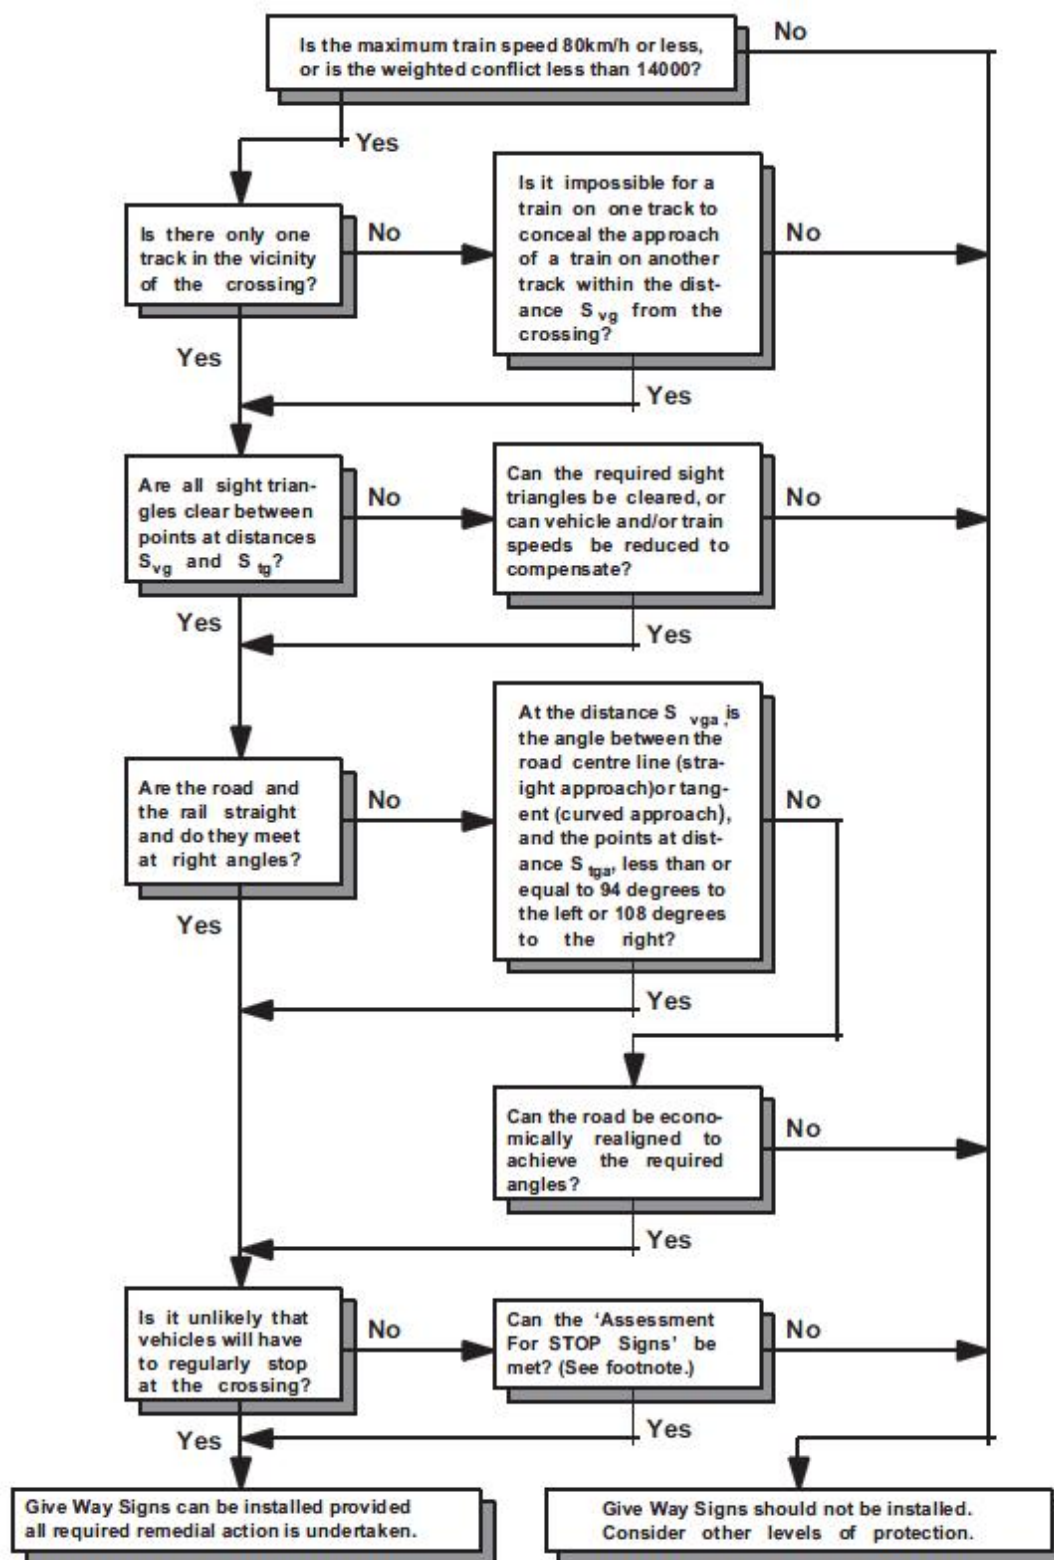 Is the maximum train speed 80km/h or less,
or is the weighted conflict less than 14000?
No
Yes
Is there only one
track in the vicinity
of the crossing?
No
Is it impossible for a
train on one track to
conceal the approach
of a train on another
track within the dist-
ance S vg from the
crossing?
No
Yes
Yes
Are all sight trian-
gles clear between
points at distances
Svg and S tg?
No
Can the required sight
triangles be cleared, or
can vehicle and/or train
speeds be reduced to
compensate?
No
Yes
Yes
Are the road and
the rail straight
and do they meet
at right angles?
No
At the distance S vga, is
the angle between the
road centre line (stra-
ight approach)or tang-
ent (curved approach),
and the points at dist-
ance S tga, less than or
equal to 94 degrees to
the left or 108 degrees
to the right?
No
Yes
Yes
Can the road be econo-
mically realigned to
achieve the required
angles?
No
Yes
Is it unlikely that
vehicles will have
to regularly stop
at the crossing?
No
Can the 'Assessment
For STOP Signs' be
met? (See footnote.)
No
Yes
Yes
Give Way Signs can be installed provided
all required remedial action is undertaken.
Give Way Signs should not be installed.
Consider other levels of protection.